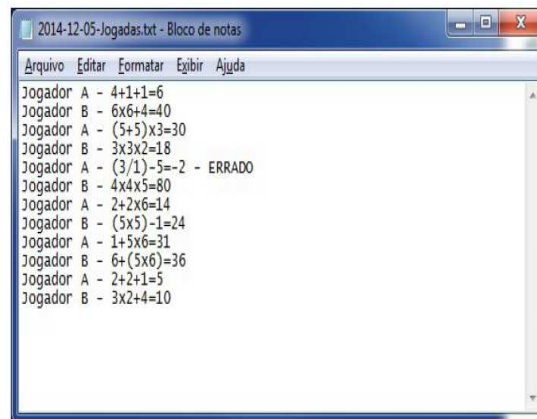 2014-12-05-Jogadas.txt - Bloco de notas
Arquivo Editar Formatar Exibir Ajuda
Jogador A - 4+1+1=6
Jogador B - 6x6+4=40
Jogador A - (5+5)x3=30
Jogador B - 3x3x2=18
Jogador A - (3/1)-5=-2 - ERRADO
Jogador B - 4x4x5=80
Jogador A - 2+2x6=14
Jogador B - (5x5)-1=24
Jogador A - 1+5x6=31
Jogador B - 6+(5x6)=36
Jogador A - 2+2+1=5
Jogador B - 3x2+4=10